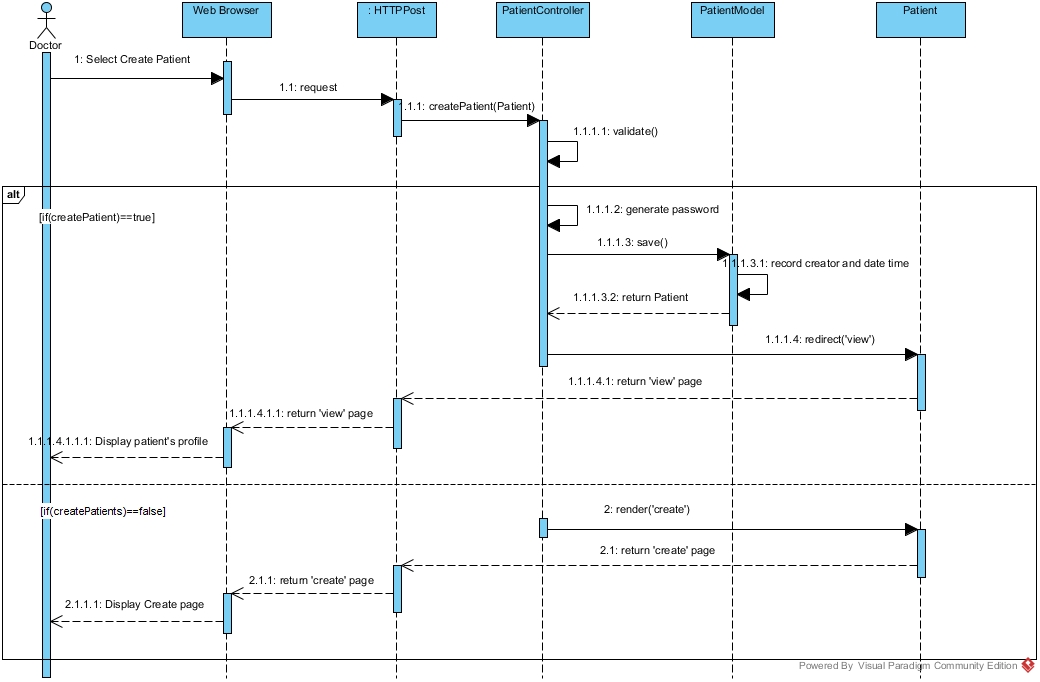 Web Browser
: HTTPPost
PatientController
PatientModel
Patient
Doctor
1: Select Create Patient
1.1: request
1.1.1: createPatient(Patient)
1.1.1.1: validate()
alt
[if(createPatient)==true]
1.1.1.2: generate password
1.1.1.3: save()
1.1.1.3.1: record creator and date time
1.1.1.3.2: return Patient
1.1.1.4: redirect('view')
1.1.1.4.1: return 'view' page
1.1.1.4.1.1: return 'view' page
1.1.1.4.1.1.1: Display patient's profile
[if(createPatients)==false]
2: render('create')
2.1: return 'create' page
2.1.1: return 'create' page
2.1.1.1: Display Create page
Powered By Visual Paradigm Community Edition